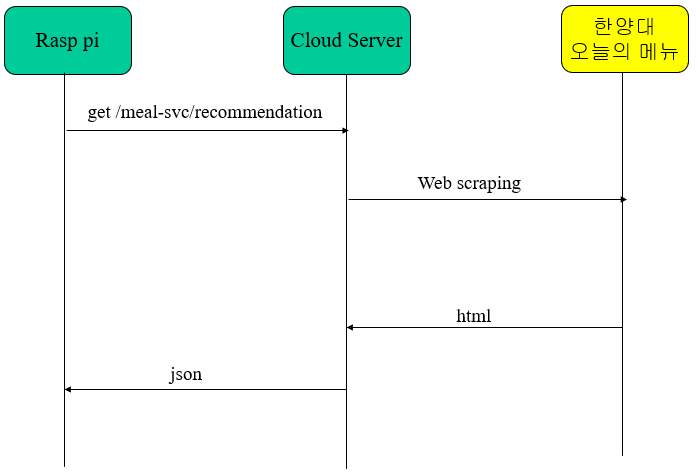 Rasp pi
Cloud Server
한양대
오늘의 메뉴
get /meal-svc/recommendation
Web scraping
html
json